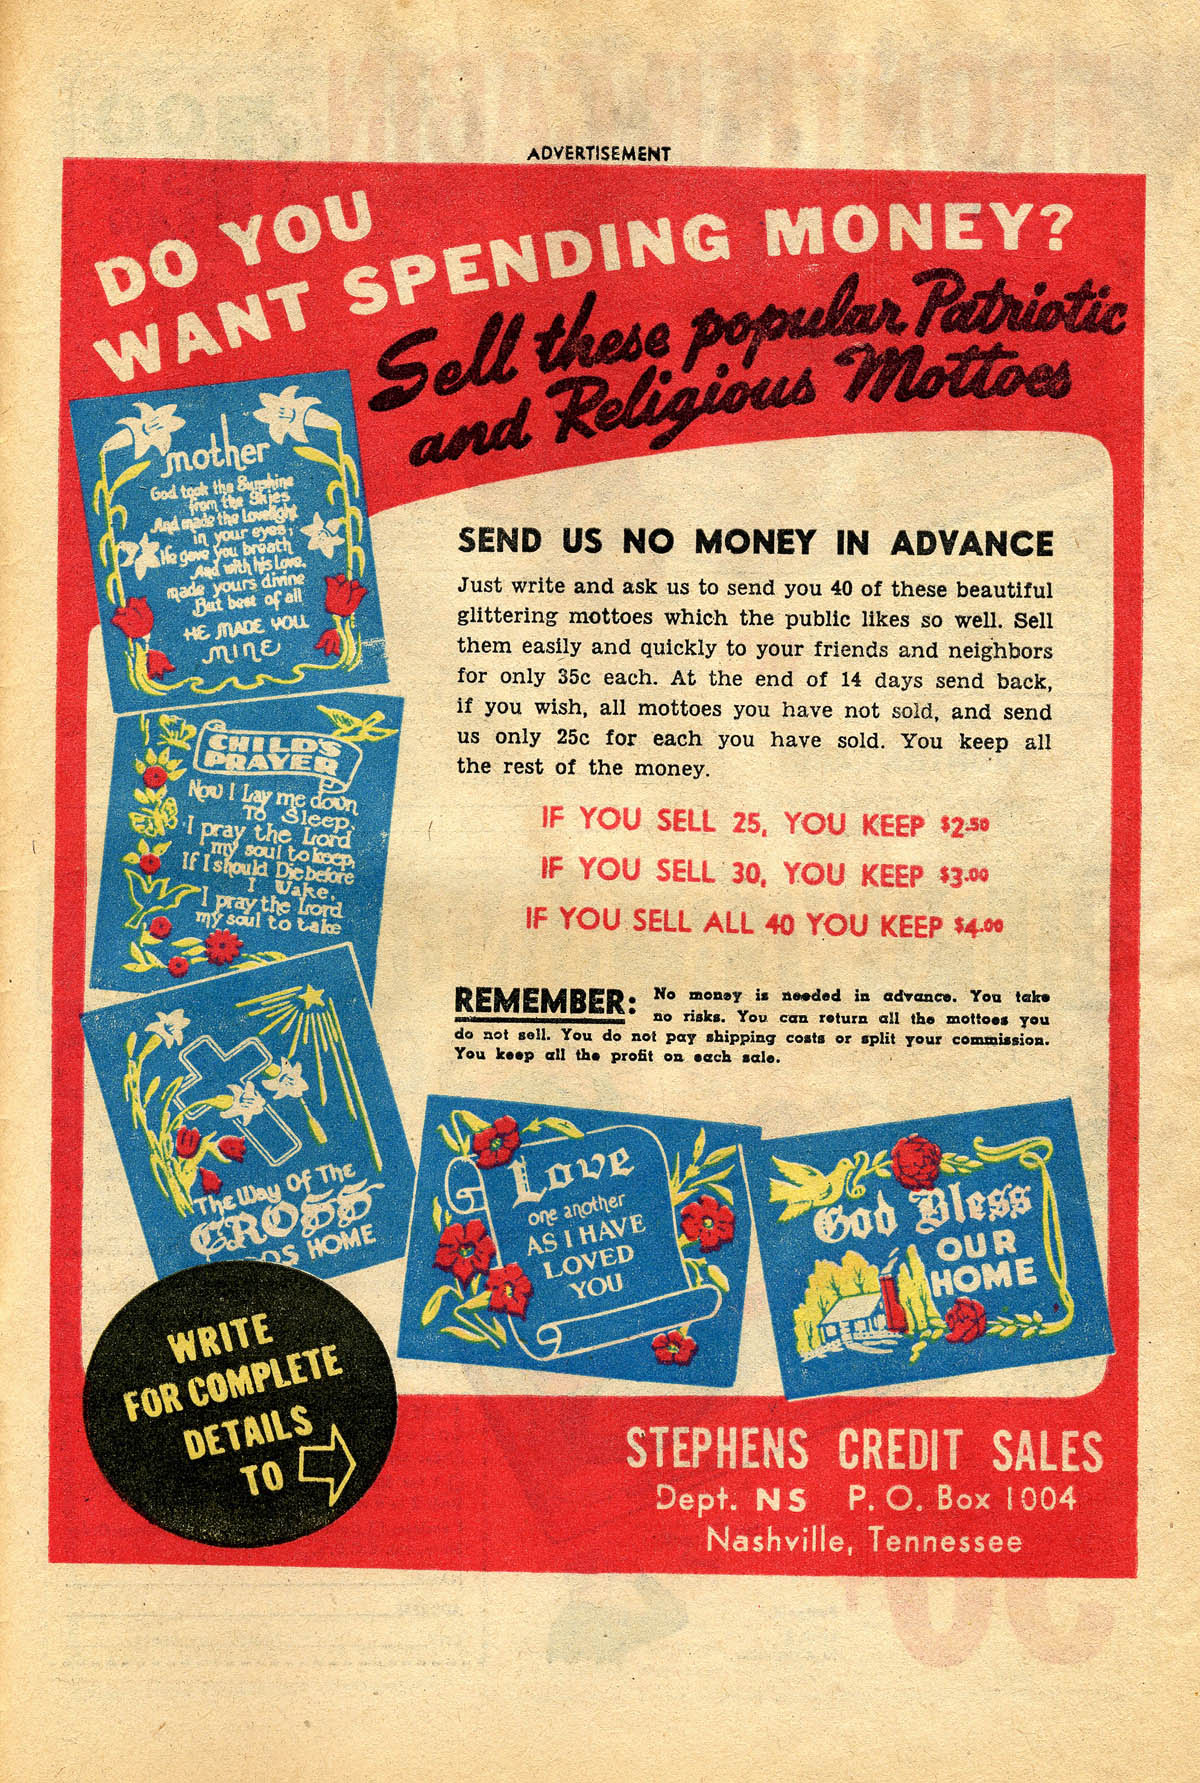 ADVERTISEMENT
DO YOU
WANT SPENDING MONEY?
Sell these popular Patriotic
and Religious Mottoes
mother
God took the Sunshine
from the Skies
And made the lovelight
in your eyes;
He gave you breath
And with his Love,
made yours divine
But best of all
HE MADE YOU
MINE
SEND US NO MONEY IN ADVANCE
Just write and ask us to send you 40 of these beautiful
glittering mottoes which the public likes so well. Sell
them easily and quickly to your friends and neighbors
for only 35c each. At the end of 14 days send back,
if you wish, all mottoes you have not sold, and send
us only 25c for each you have sold. You keep all
the rest of the money.
CHILD'S
PRAYER
Now I Lay me down
To Sleep,
I pray the Lord
my soul to keep,
If I should Die before
I Wake,
I pray the Lord
my soul to take
IF YOU SELL 25, YOU KEEP $2.50
IF YOU SELL 30, YOU KEEP $3.00
IF YOU SELL ALL 40 YOU KEEP $4.00
REMEMBER: No money is needed in advance. You take
no risks. You can return all the mottoes you
do not sell. You do not pay shipping costs or split your commission.
You keep all the profit on each sale.
The Way Of The
CROSS
HOME
Love
one another
AS I HAVE
LOVED
YOU
God Bless
OUR
HOME
WRITE
FOR COMPLETE
DETAILS
TO
STEPHENS CREDIT SALES
Dept. NS P. O. Box 1004
Nashville, Tennessee